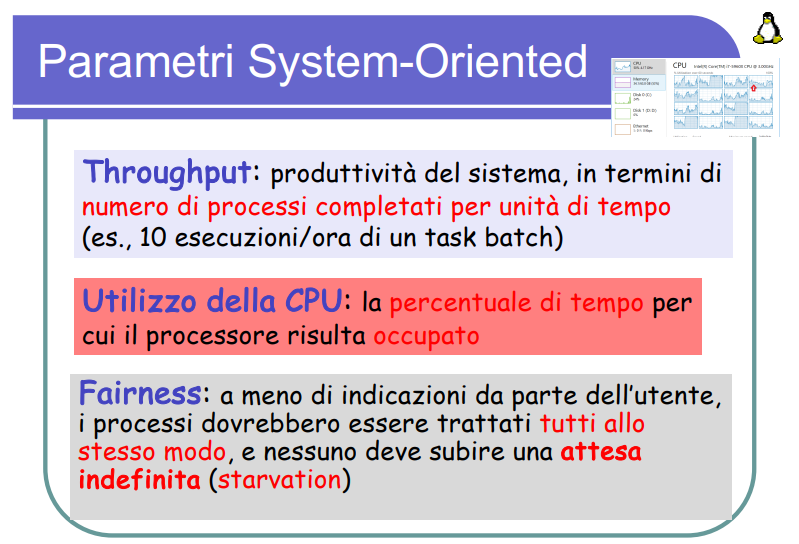 Parametri System-Oriented
CPU
Memory
Disk 0 (C:)
Disk 1 (D: D)
Ethernet
CPU
Throughput: produttività del sistema, in termini di
numero di processi completati per unità di tempo
(es., 10 esecuzioni/ora di un task batch)
Utilizzo della CPU: la percentuale di tempo per
cui il processore risulta occupato
Fairness: a meno di indicazioni da parte dell'utente,
i processi dovrebbero essere trattati tutti allo
stesso modo, e nessuno deve subire una attesa
indefinita (starvation)